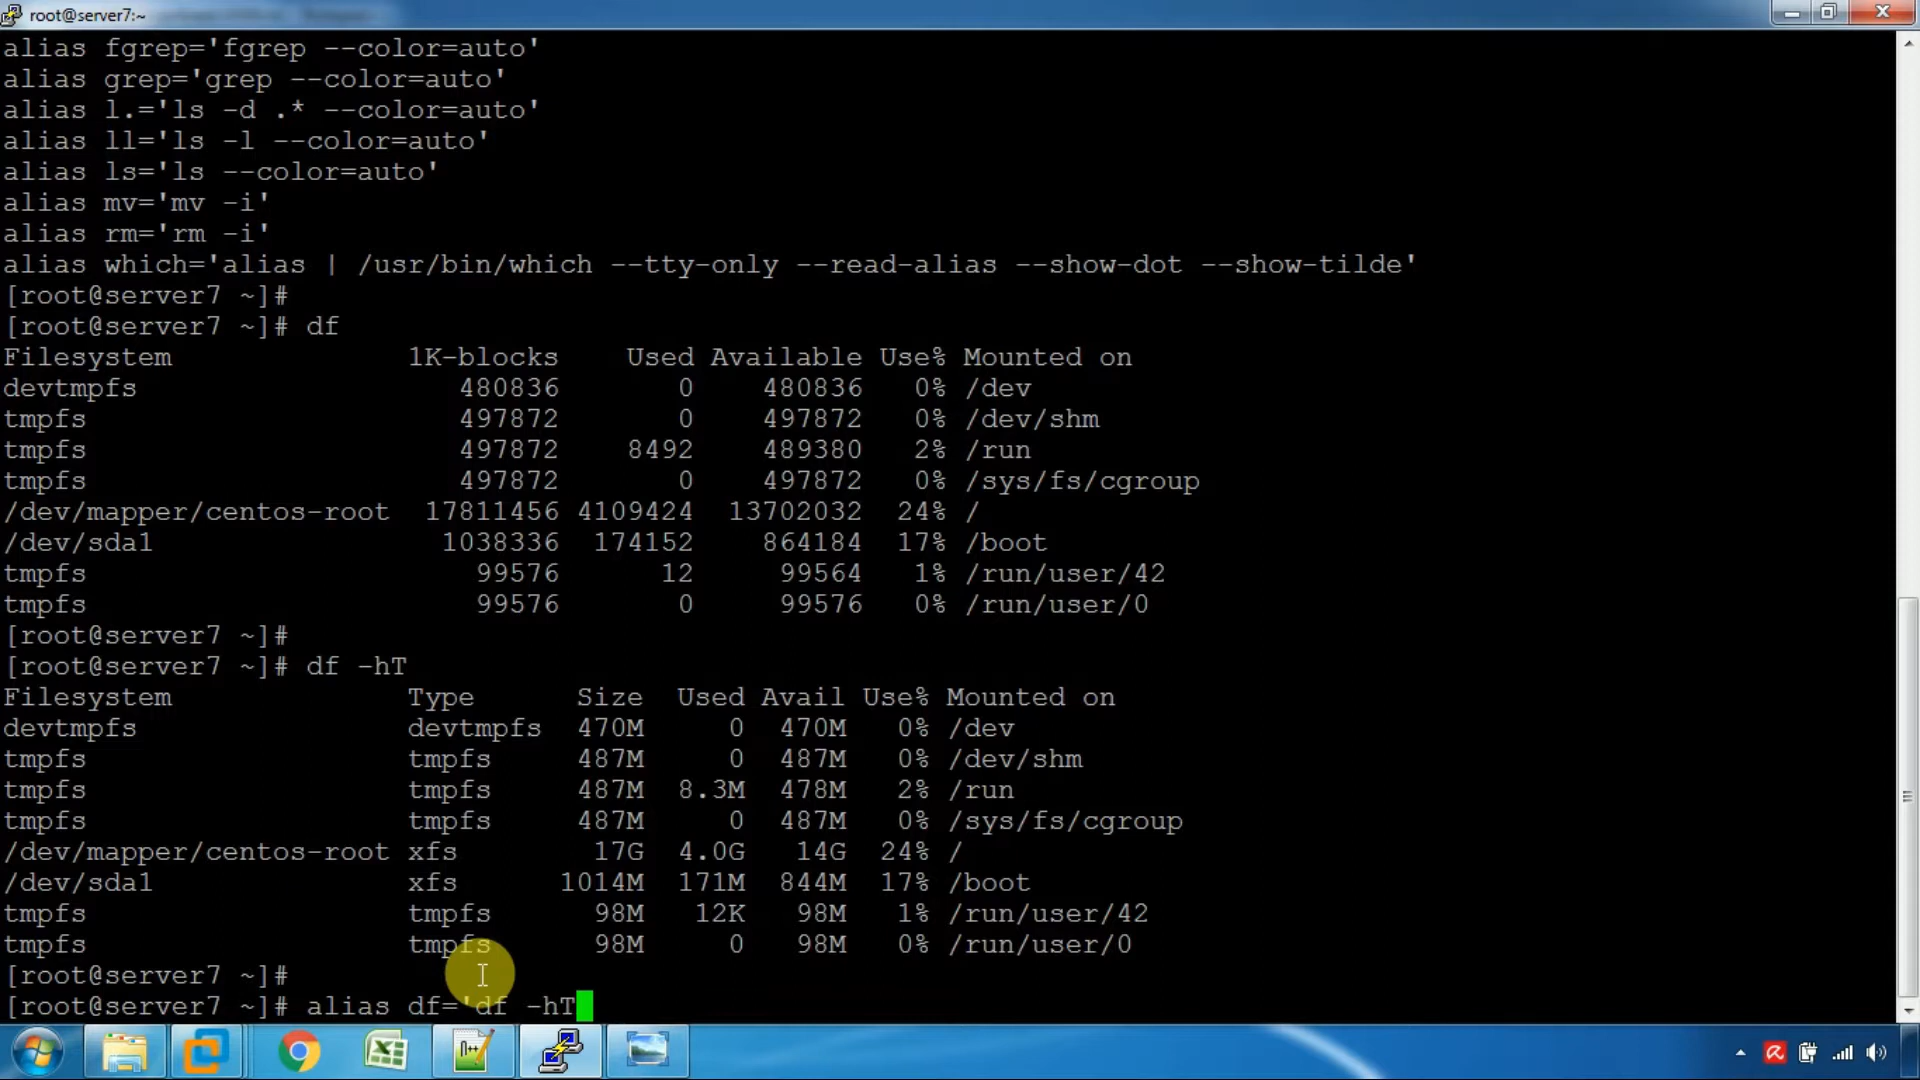 root@server7:~
alias fgrep='fgrep --color=auto'
alias grep='grep --color=auto'
alias l.='ls -d .* --color=auto'
alias ll='ls -l --color=auto'
alias ls='ls --color=auto'
alias mv='mv -i'
alias rm='rm -i'
alias which='alias | /usr/bin/which --tty-only --read-alias --show-dot --show-tilde'
[root@server7 ~]#
[root@server7 ~]# df
Filesystem 1K-blocks Used Available Use% Mounted on
devtmpfs 480836 0 480836 0% /dev
tmpfs 497872 0 497872 0% /dev/shm
tmpfs 497872 8492 489380 2% /run
tmpfs 497872 0 497872 0% /sys/fs/cgroup
/dev/mapper/centos-root 17811456 4109424 13702032 24% /
/dev/sda1 1038336 174152 864184 17% /boot
tmpfs 99576 12 99564 1% /run/user/42
tmpfs 99576 0 99576 0% /run/user/0
[root@server7 ~]#
[root@server7 ~]# df -hT
Filesystem Type Size Used Avail Use% Mounted on
devtmpfs devtmpfs 470M 0 470M 0% /dev
tmpfs tmpfs 487M 0 487M 0% /dev/shm
tmpfs tmpfs 487M 8.3M 478M 2% /run
tmpfs tmpfs 487M 0 487M 0% /sys/fs/cgroup
/dev/mapper/centos-root xfs 17G 4.0G 14G 24% /
/dev/sda1 xfs 1014M 171M 844M 17% /boot
tmpfs tmpfs 98M 12K 98M 1% /run/user/42
tmpfs tmpfs 98M 0 98M 0% /run/user/0
[root@server7 ~]#
[root@server7 ~]# alias df='df -hT